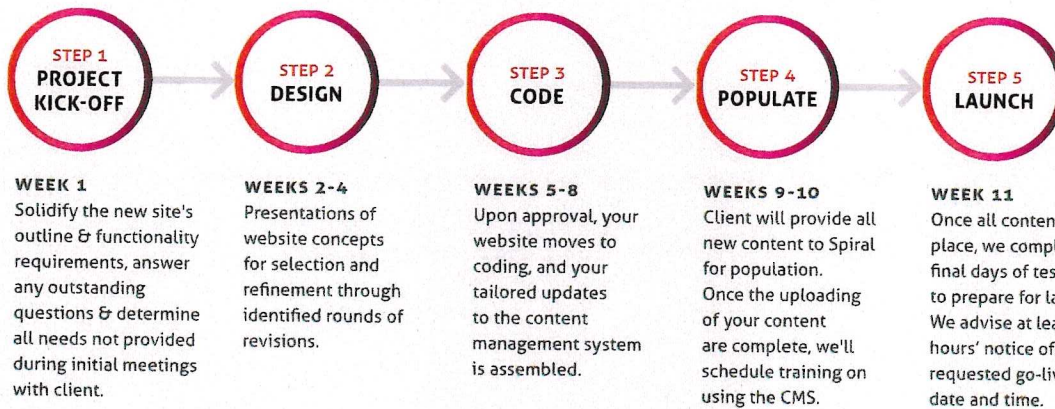 STEP 1
PROJECT
KICK-OFF
STEP 2
DESIGN
STEP 3
CODE
STEP 4
POPULATE
STEP 5
LAUNCH
WEEK 1
Solidify the new site's
outline & functionality
requirements, answer
any outstanding
questions & determine
all needs not provided
during initial meetings
with client.
WEEKS 2-4
Presentations of
website concepts
for selection and
refinement through
identified rounds of
revisions.
WEEKS 5-8
Upon approval, your
website moves to
coding, and your
tailored updates
to the content
management system
is assembled.
WEEKS 9-10
Client will provide all
new content to Spiral
for population.
Once the uploading
of your content
are complete, we'll
schedule training on
using the CMS.
WEEK 11
Once all
place, we
final days of
to prepare for
We advise at
hours' notice of
requested
date and time.